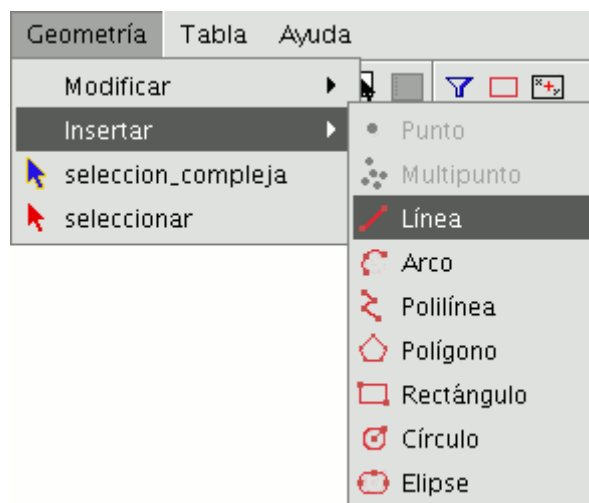 Geometría Tabla Ayuda
Modificar
Insertar
seleccion_compleja
seleccionar
Punto
Multipunto
Línea
Arco
Polilínea
Polígono
Rectángulo
Círculo
Elipse